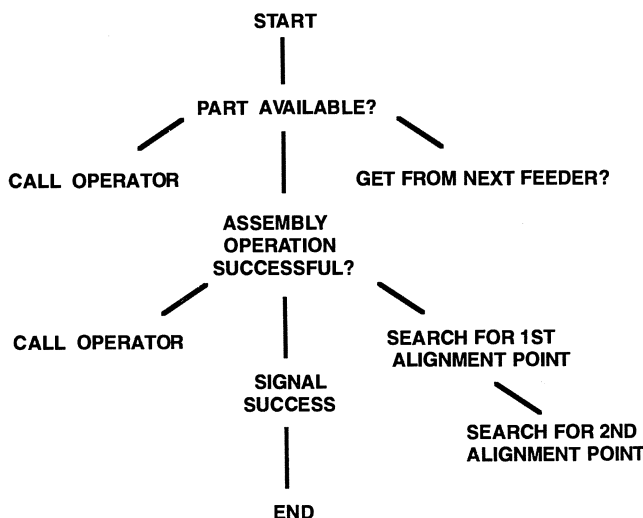 START
PART AVAILABLE?
CALL OPERATOR
GET FROM NEXT FEEDER?
ASSEMBLY
OPERATION
SUCCESSFUL?
CALL OPERATOR
SEARCH FOR 1ST
ALIGNMENT POINT
SIGNAL
SUCCESS
SEARCH FOR 2ND
ALIGNMENT POINT
END